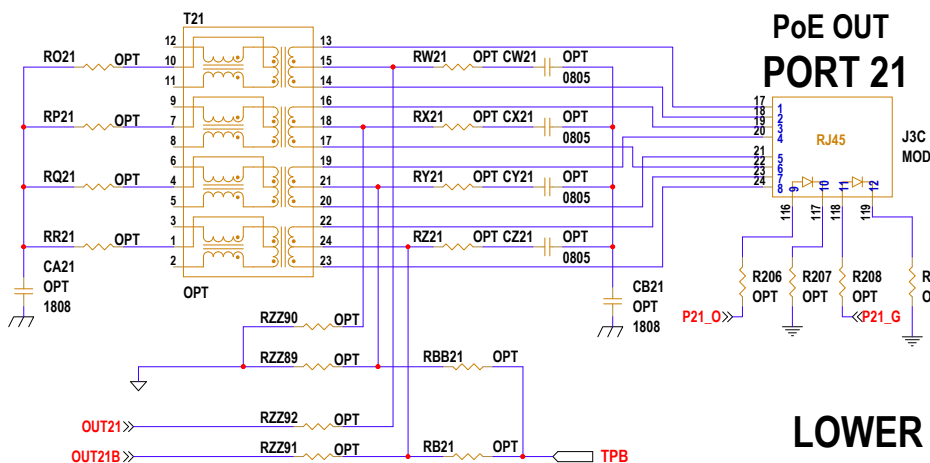 T21
12
10
11
9
7
8
6
4
5
3
1
2
13
15
14
16
18
17
19
21
20
22
24
23
OPT
RO21 OPT
RP21 OPT
RQ21 OPT
RR21 OPT
CA21
OPT
1808
RW21 OPT CW21 OPT
0805
RX21 OPT CX21 OPT
0805
RY21 OPT CY21 OPT
0805
RZ21 OPT CZ21 OPT
0805
CB21
OPT
1808
PoE OUT
PORT 21
17
18
19
20
21
22
23
24
1
2
3
4
5
6
7
8
RJ45
J3C
MOD
9 10 11 12
116 117 118 119
R206
OPT
R207
OPT
R208
OPT
R
P21_O
P21_G
RZZ90 OPT
RZZ89 OPT
RBB21 OPT
OUT21
RZZ92 OPT
OUT21B
RZZ91 OPT
RB21 OPT
TPB
LOWER